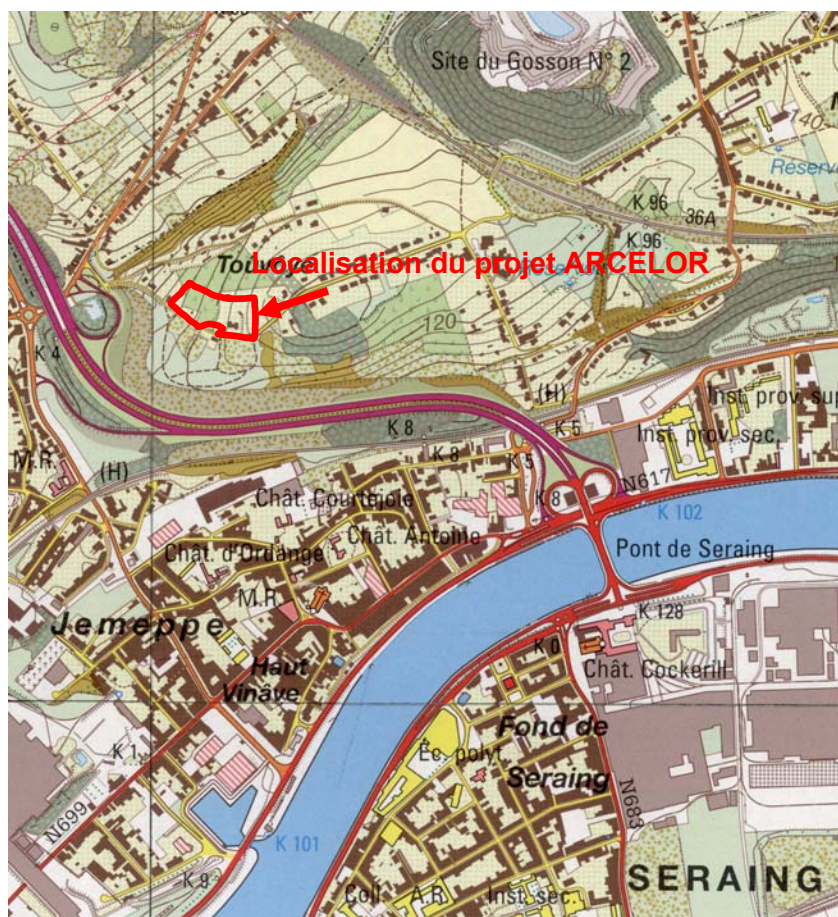 Site du Gosson N° 2
140
Réserv
K 96
36A
K 96
Localisation du projet ARCELOR
120
K 4
(H)
Inst. prov. sup
K 8
K 5
Inst. prov. sec.
M.R.
K 8
K 5
(H)
N617
Chât. Courtejoie
K 8
K 102
Chât. Antoine
Pont de Seraing
Chât. d'Ordange
M.R.
K 128
Jemeppe
K 0
Chât. Cockerill
Haut
Vinâve
Fond de
Seraing
K 1
Éc. polyt.
N683
N699
K 101
K 9
SERAING
Coll.
A.R.
Inst. sec.